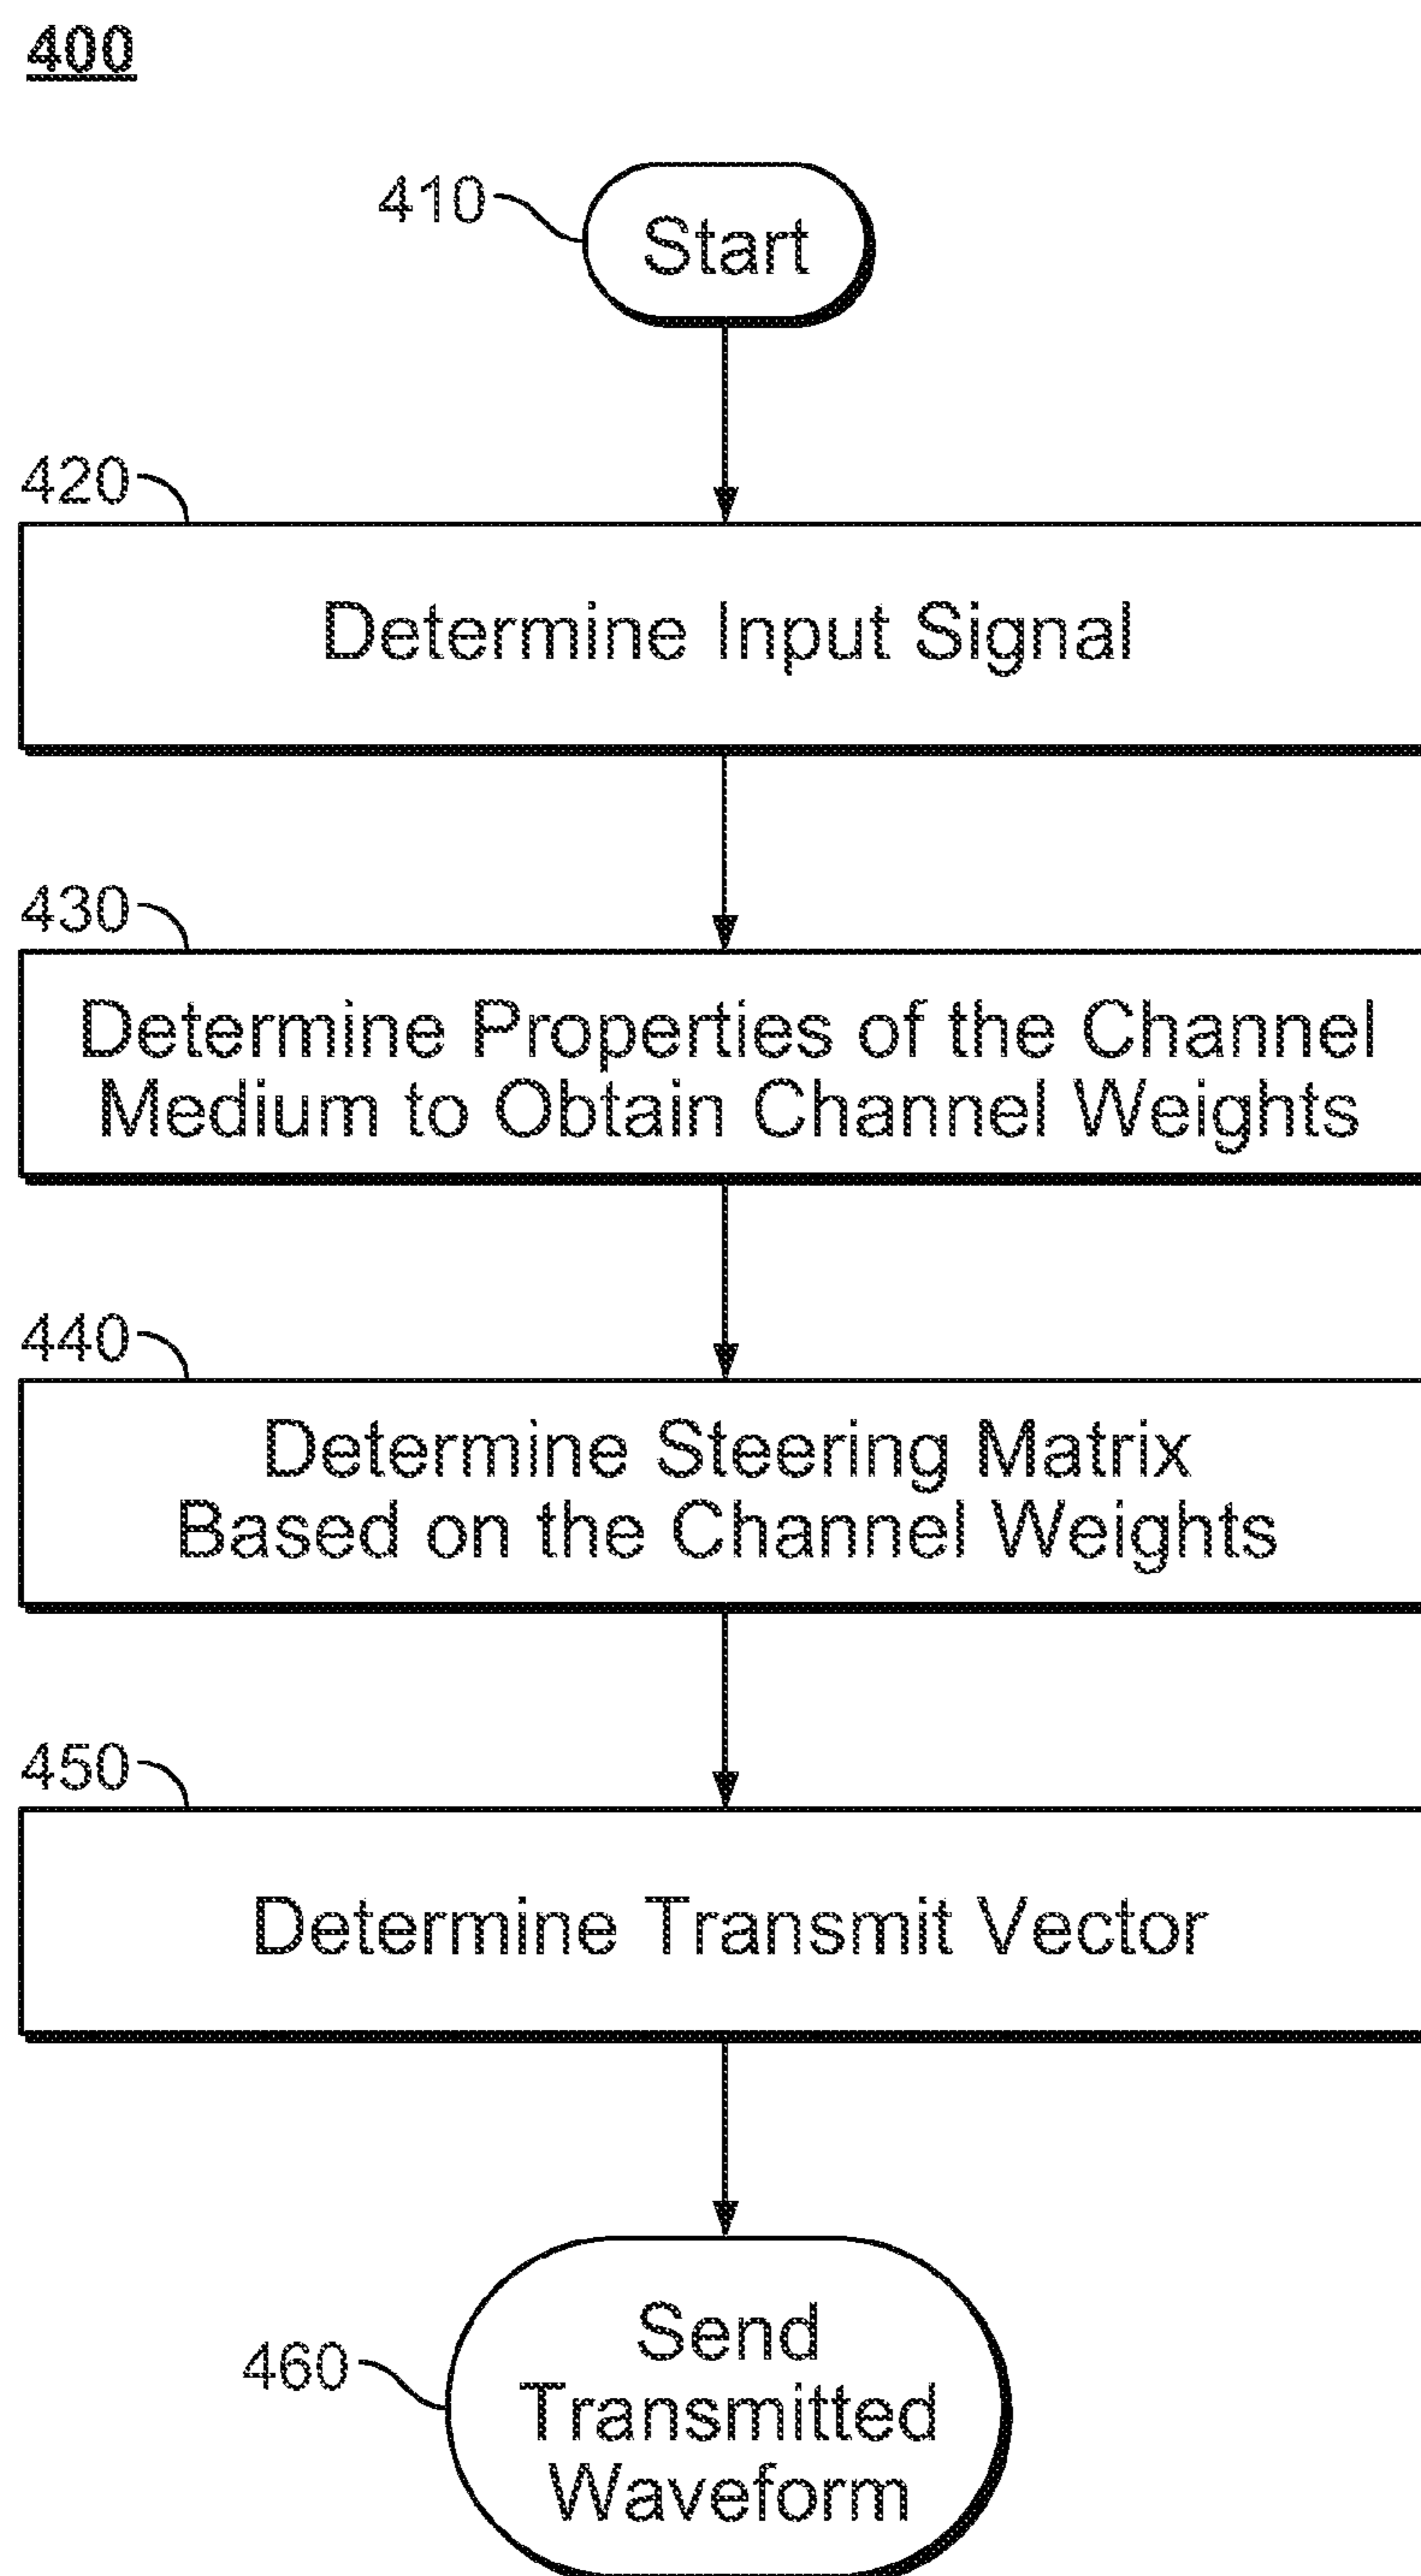 400
410
Start
420
Determine Input Signal
430
Determine Properties of the Channel
Medium to Obtain Channel Weights
440
Determine Steering Matrix
Based on the Channel Weights
450
Determine Transmit Vector
460
Send
Transmitted
Waveform